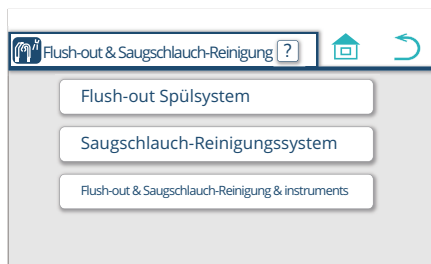 Flush-out & Saugschlauch-Reinigung ?
Flush-out Spülsystem
Saugschlauch-Reinigungssystem
Flush-out & Saugschlauch-Reinigung & instruments